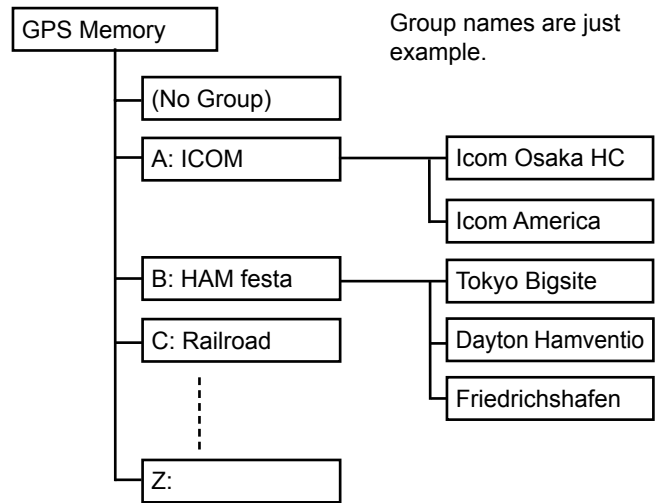 GPS Memory
Group names are just
example.
(No Group)
A: ICOM
Icom Osaka HC
Icom America
B: HAM festa
Tokyo Bigsite
C: Railroad
Dayton Hamventio
Friedrichshafen
Z: